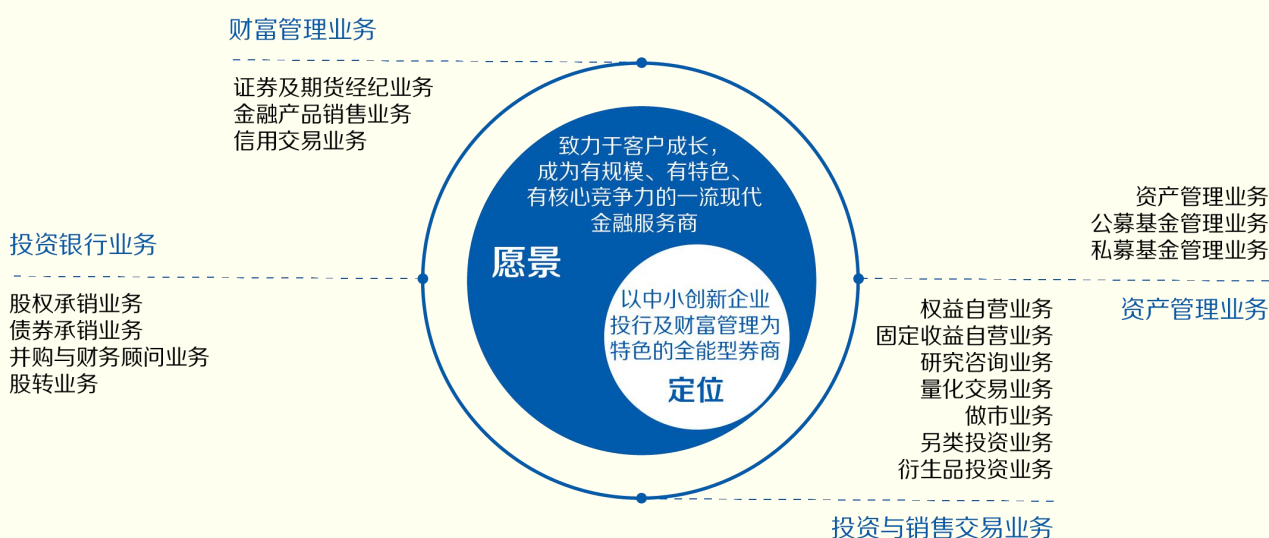 财富管理业务
证券及期货经纪业务
金融产品销售业务
信用交易业务
致力于客户成长，
成为有规模、有特色、
有核心竞争力的一流现代
金融服务商
愿景
以中小创新企业
投行及财富管理为
特色的全能型券商
定位
投资银行业务
股权承销业务
债券承销业务
并购与财务顾问业务
股转业务
资产管理业务
公募基金管理业务
私募基金管理业务
资产管理业务
权益自营业务
固定收益自营业务
研究咨询业务
量化交易业务
做市业务
另类投资业务
衍生品投资业务
投资与销售交易业务